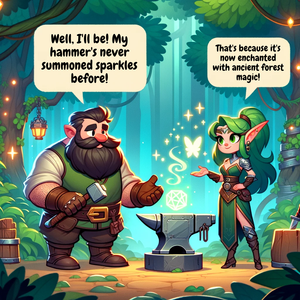 Well, I'll be! My
hammer's never
summoned sparkles
before!
That's because it's
now enchanted
with ancient forest
magic!